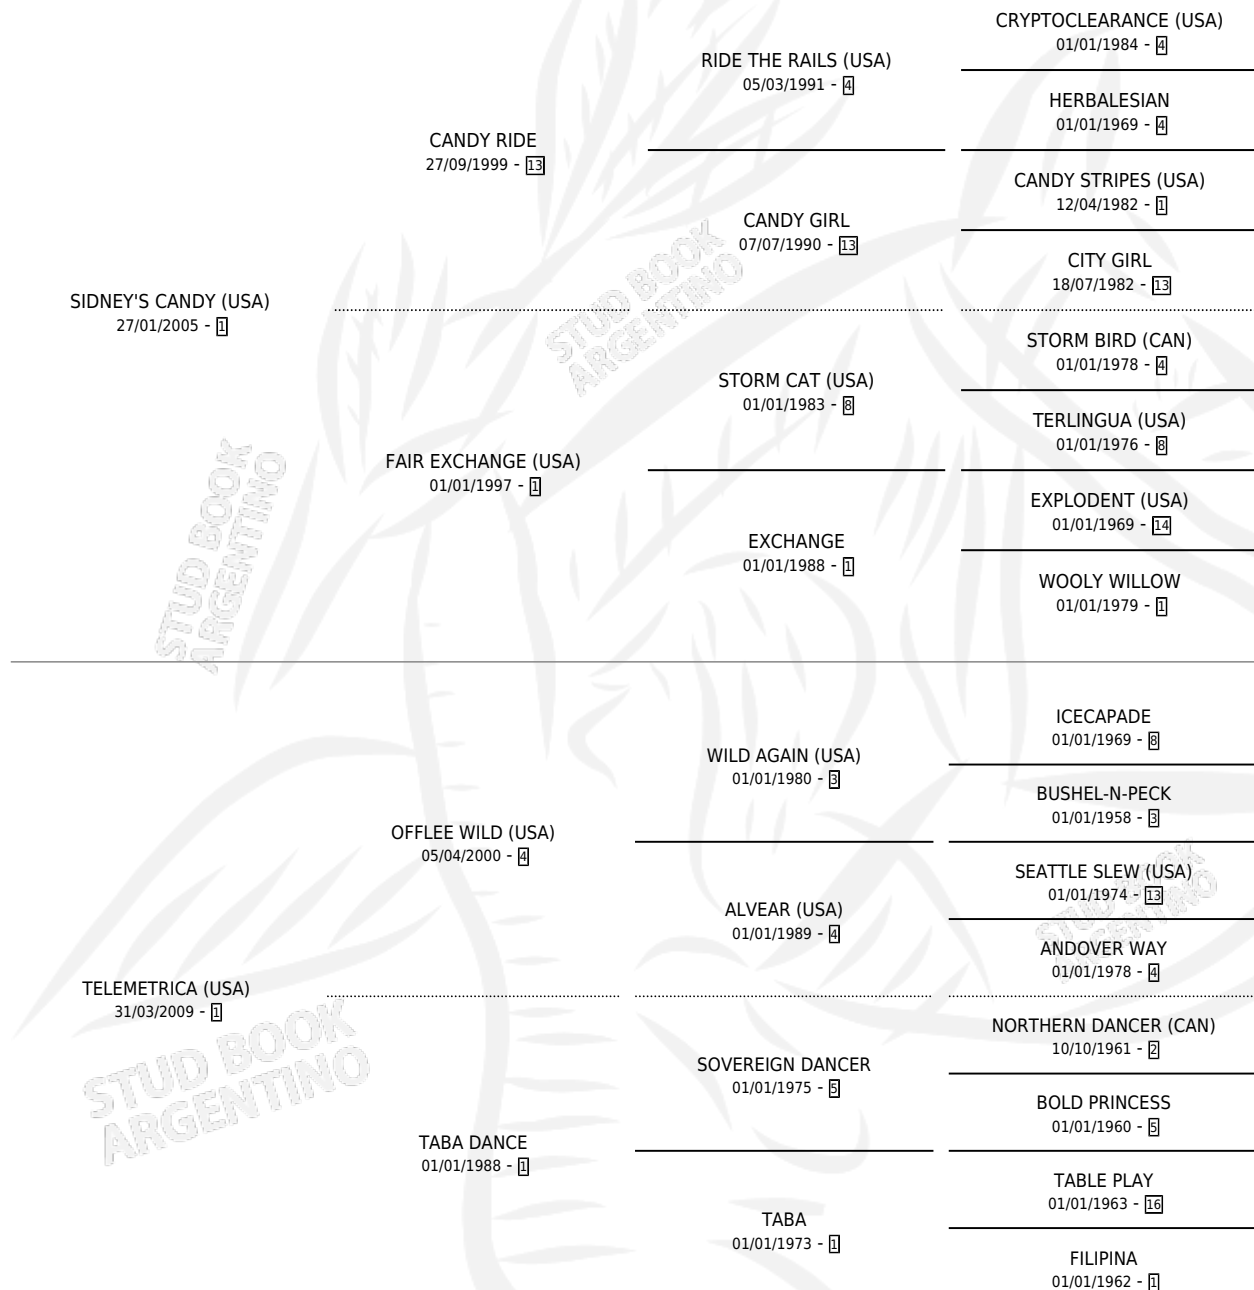 CRYPTOCLEARANCE (USA)
01/01/1984 - 4
RIDE THE RAILS (USA)
05/03/1991 - 4
HERBALESIAN
01/01/1969 - 4
CANDY RIDE
27/09/1999 - 13
CANDY STRIPES (USA)
12/04/1982 - 1
CANDY GIRL
07/07/1990 - 13
CITY GIRL
18/07/1982 - 13
SIDNEY'S CANDY (USA)
27/01/2005 - 1
STUD BOOK
ARGENTINO
STORM BIRD (CAN)
01/01/1978 - 4
STORM CAT (USA)
01/01/1983 - 8
TERLINGUA (USA)
01/01/1976 - 8
FAIR EXCHANGE (USA)
01/01/1997 - 1
EXPLODENT (USA)
01/01/1969 - 14
EXCHANGE
01/01/1988 - 1
WOOLY WILLOW
01/01/1979 - 1
STUD BOOK
ARGENTINO
ICECAPADE
01/01/1969 - 8
WILD AGAIN (USA)
01/01/1980 - 3
BUSHEL-N-PECK
01/01/1958 - 3
OFFLEE WILD (USA)
05/04/2000 - 4
SEATTLE SLEW (USA)
01/01/1974 - 13
ALVEAR (USA)
01/01/1989 - 4
STUD BOOK
ARGENTINO
ANDOVER WAY
01/01/1978 - 4
TELEMETRICA (USA)
31/03/2009 - 1
NORTHERN DANCER (CAN)
10/10/1961 - 2
SOVEREIGN DANCER
01/01/1975 - 5
BOLD PRINCESS
01/01/1960 - 5
STUD BOOK
ARGENTINO
TABA DANCE
01/01/1988 - 1
TABLE PLAY
01/01/1963 - 16
TABA
01/01/1973 - 1
FILIPINA
01/01/1962 - 1